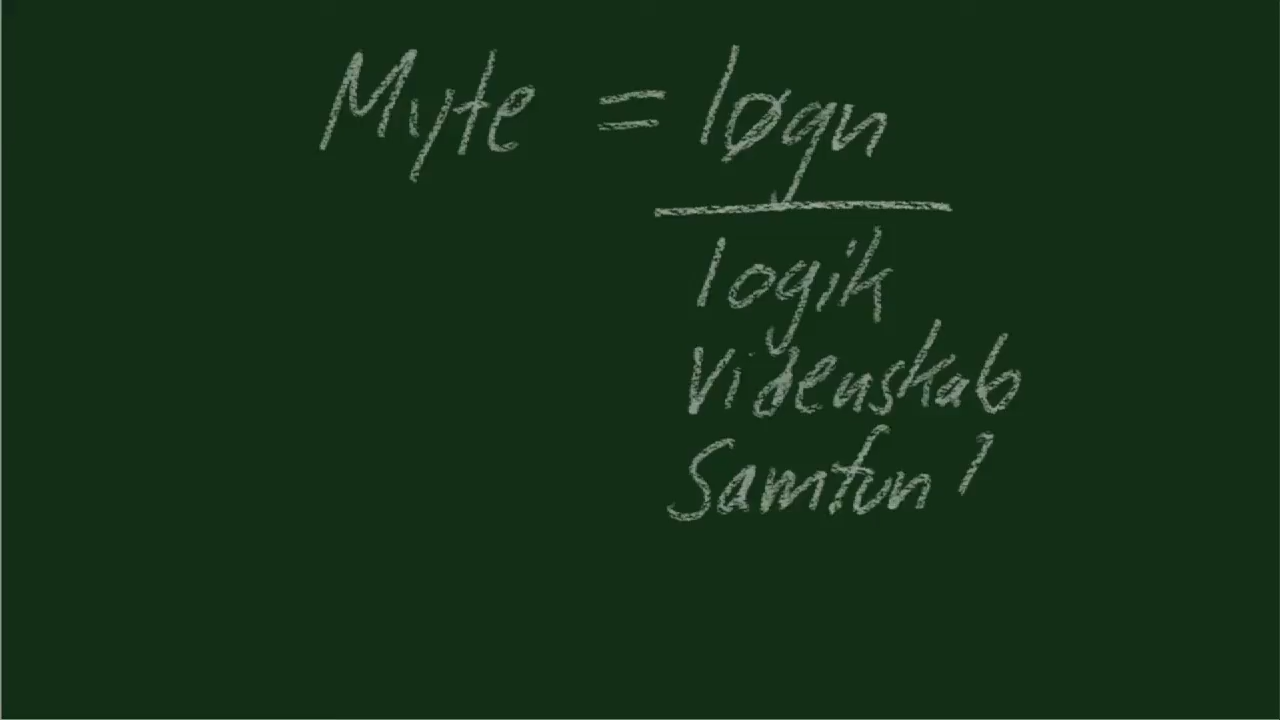 Myte = løgn
logik
Videnskab
Samfun